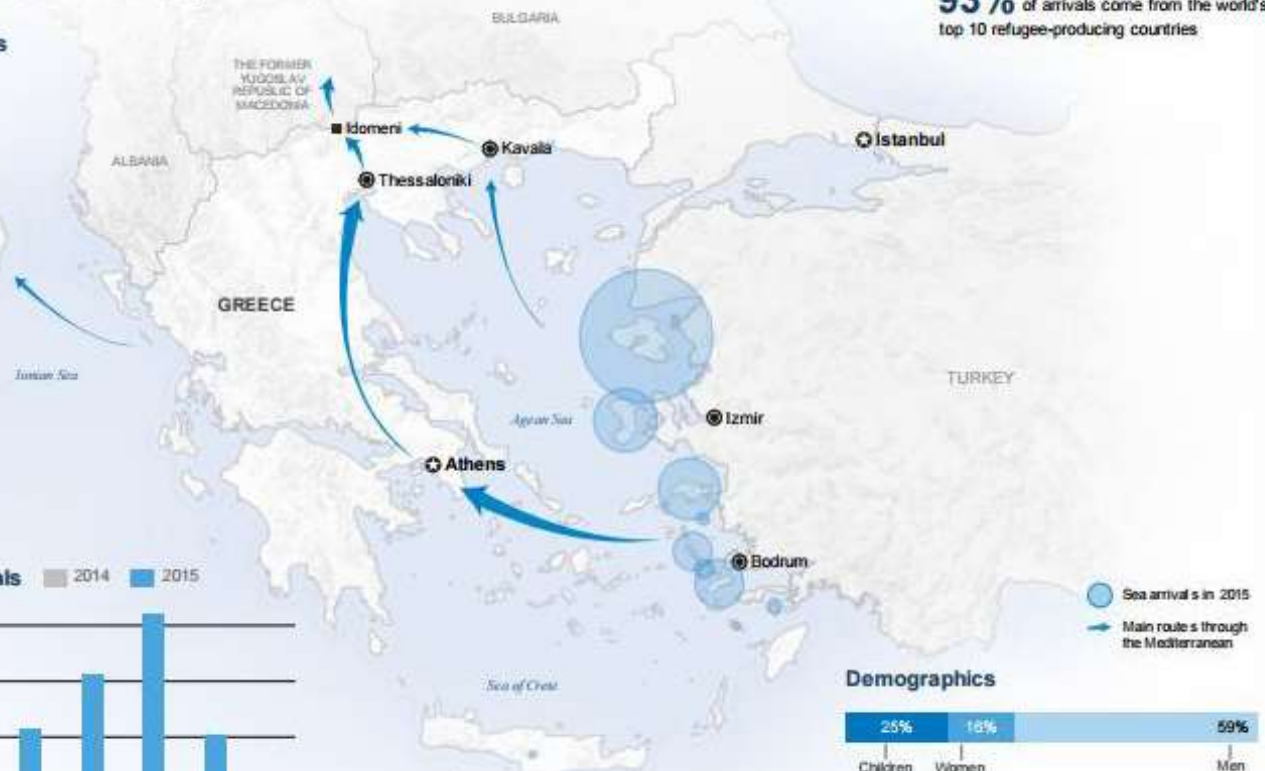 BULGARIA
93% of arrivals come from the world's
top 10 refugee-producing countries
s
THE FORMER
YUGOSLAV
REPUBLIC OF
MACEDONIA
Idomeni
Kavala
Istanbul
ALBANIA
Thessaloniki
GREECE
Ionian Sea
TURKEY
Agean Sea
Izmir
Athens
Bodrum
als 2014 2015
Sea arrivals in 2015
Main routes through
the Mediterranean
Sea of Crete
Demographics
25% 16% 59%
Children Women Men